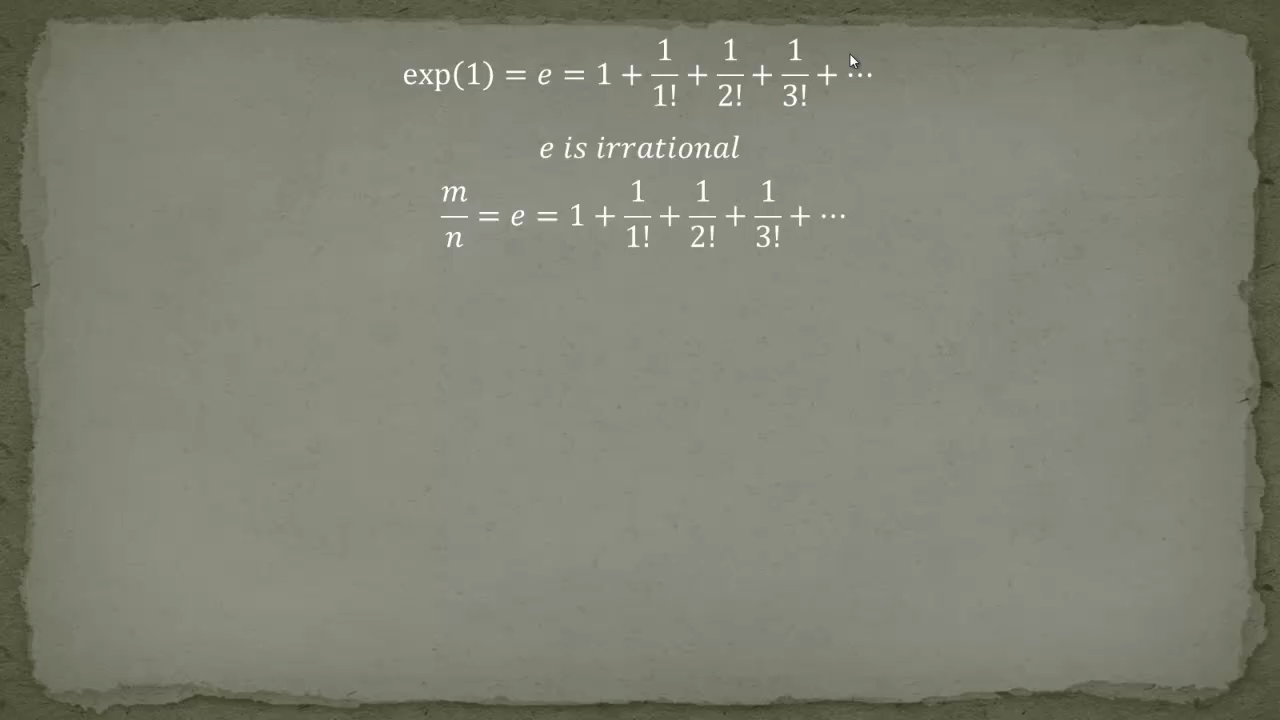 exp(1) = e = 1 + 1/1! + 1/2! + 1/3! + ⋯
e is irrational
m/n = e = 1 + 1/1! + 1/2! + 1/3! + ⋯